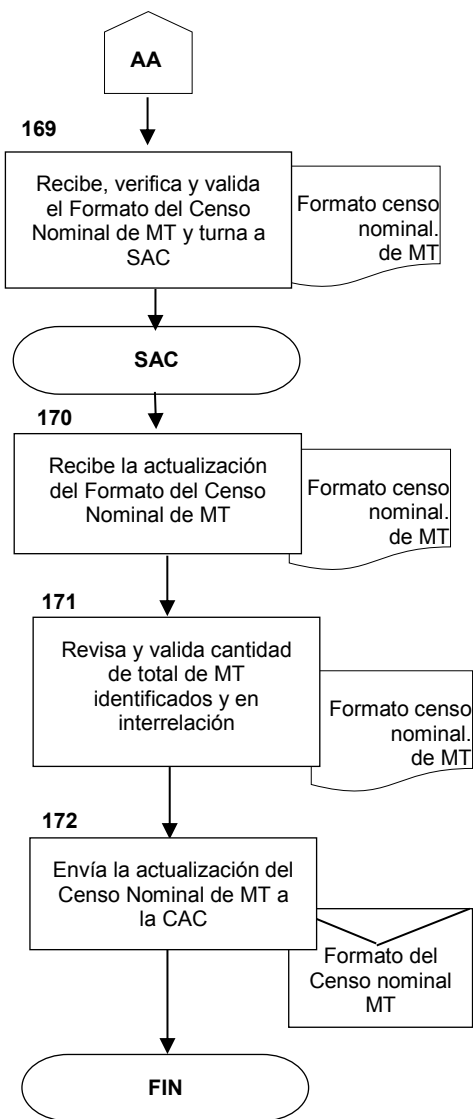 AA
169
Recibe, verifica y valida
el Formato del Censo
Nominal de MT y turna a
SAC
Formato censo
nominal.
de MT
SAC
170
Recibe la actualización
del Formato del Censo
Nominal de MT
Formato censo
nominal.
de MT
171
Revisa y valida cantidad
de total de MT
identificados y en
interrelación
Formato censo
nominal.
de MT
172
Envía la actualización del
Censo Nominal de MT a
la CAC
Formato del
Censo nominal
MT
FIN